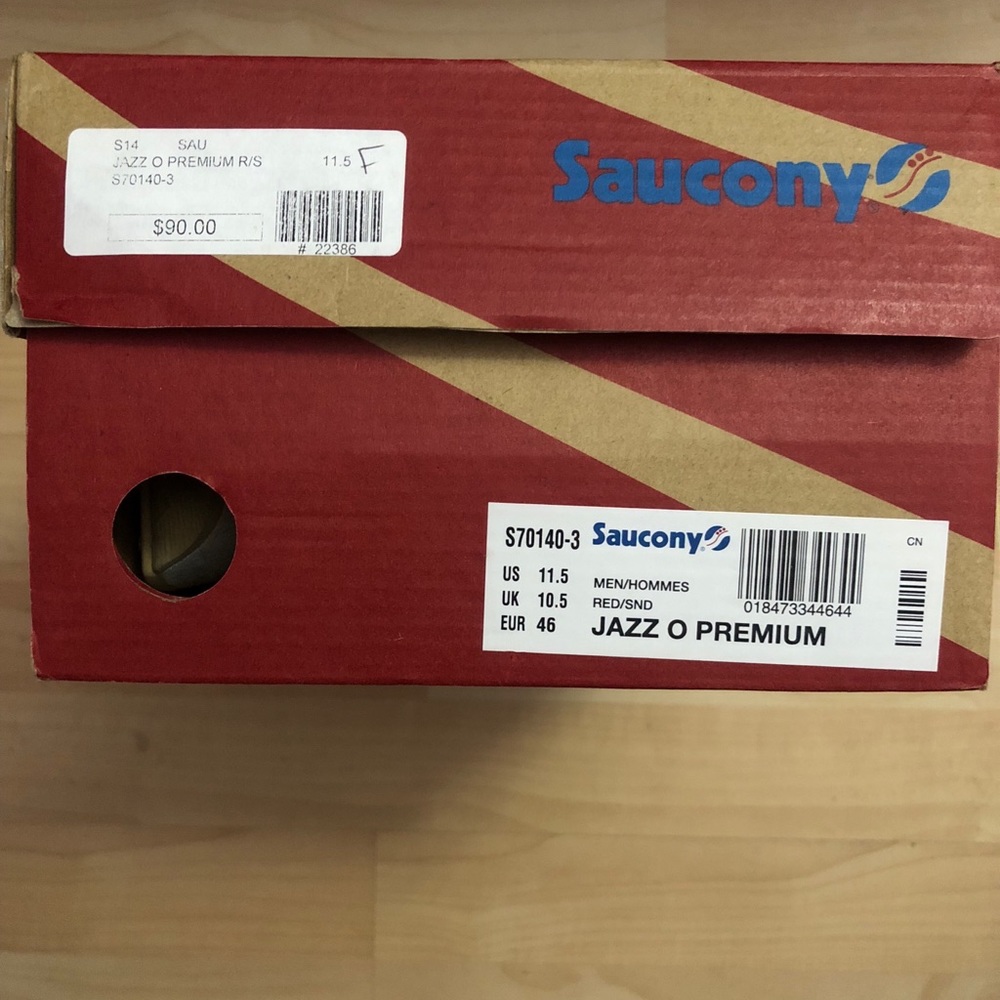 S14 SAU
JAZZ O PREMIUM R/S 11.5 F
S70140-3
$90.00
# 22386
Saucony
S70140-3 Saucony
CN
US 11.5
MEN/HOMMES
UK 10.5
RED/SND
018473344644
EUR 46
JAZZ O PREMIUM